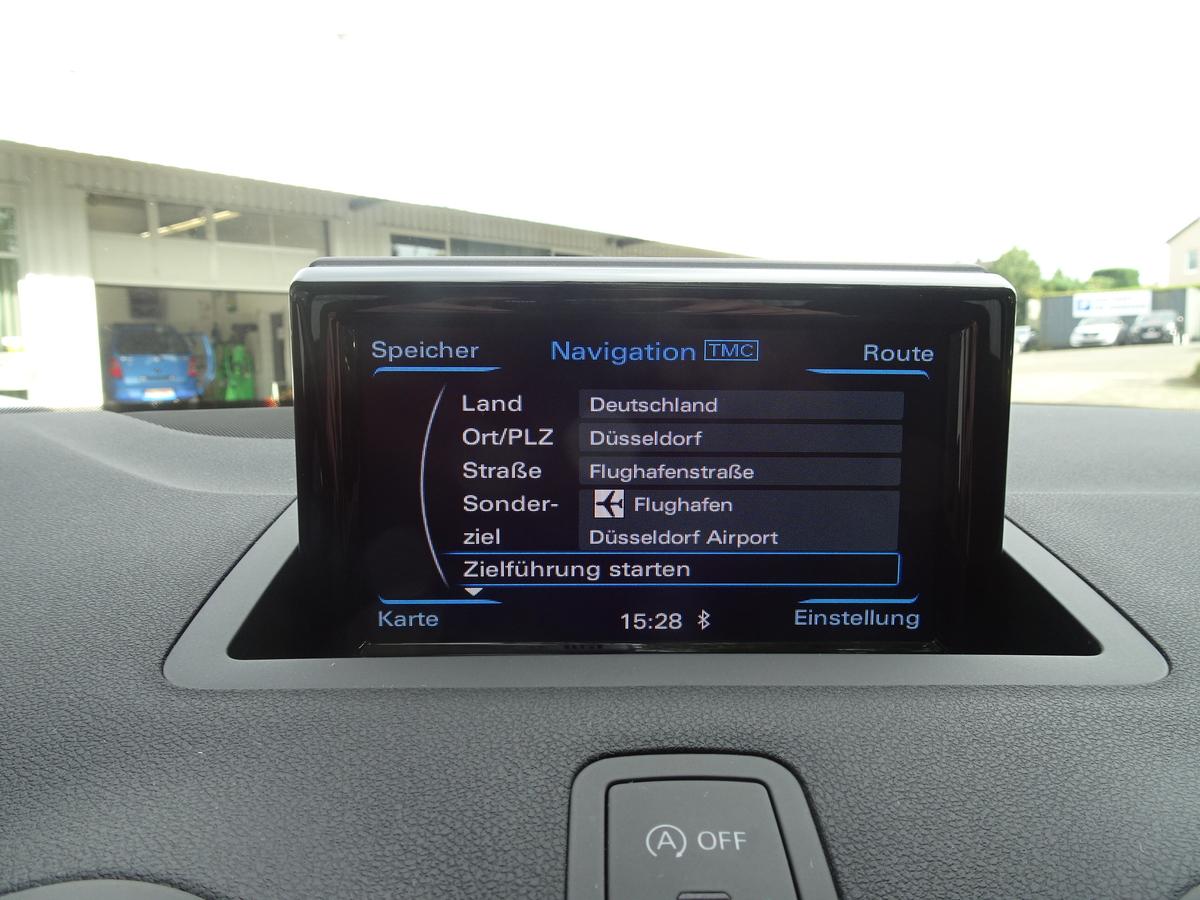 Speicher Navigation TMC Route
Land Deutschland
Ort/PLZ Düsseldorf
Straße Flughafenstraße
Sonder- Flughafen
ziel Düsseldorf Airport
Zielführung starten
Karte 15:28 Einstellung
A OFF